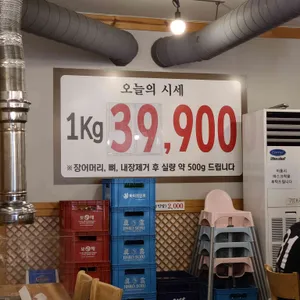 오늘의 시세
1Kg 39,900
※ 장어머리, 뼈, 내장제거 후 실량 약 500g 드립니다
2,000